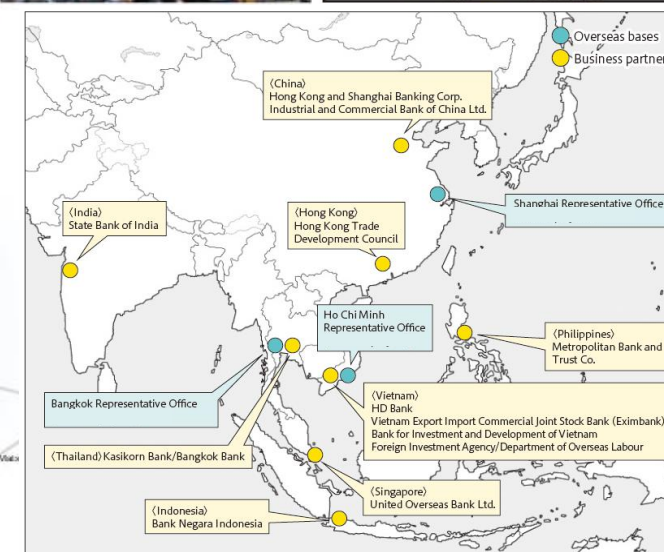 Overseas bases
Business partner
〈China〉
Hong Kong and Shanghai Banking Corp.
Industrial and Commercial Bank of China Ltd.
Shanghai Representative Office
〈India〉
State Bank of India
〈Hong Kong〉
Hong Kong Trade
Development Council
Ho Chi Minh
Representative Office
〈Philippines〉
Metropolitan Bank and
Trust Co.
Bangkok Representative Office
〈Vietnam〉
HD Bank
Vietnam Export Import Commercial Joint Stock Bank (Eximbank)
Bank for Investment and Development of Vietnam
Foreign Investment Agency/Department of Overseas Labour
〈Thailand〉Kasikorn Bank/Bangkok Bank
〈Singapore〉
United Overseas Bank Ltd.
〈Indonesia〉
Bank Negara Indonesia